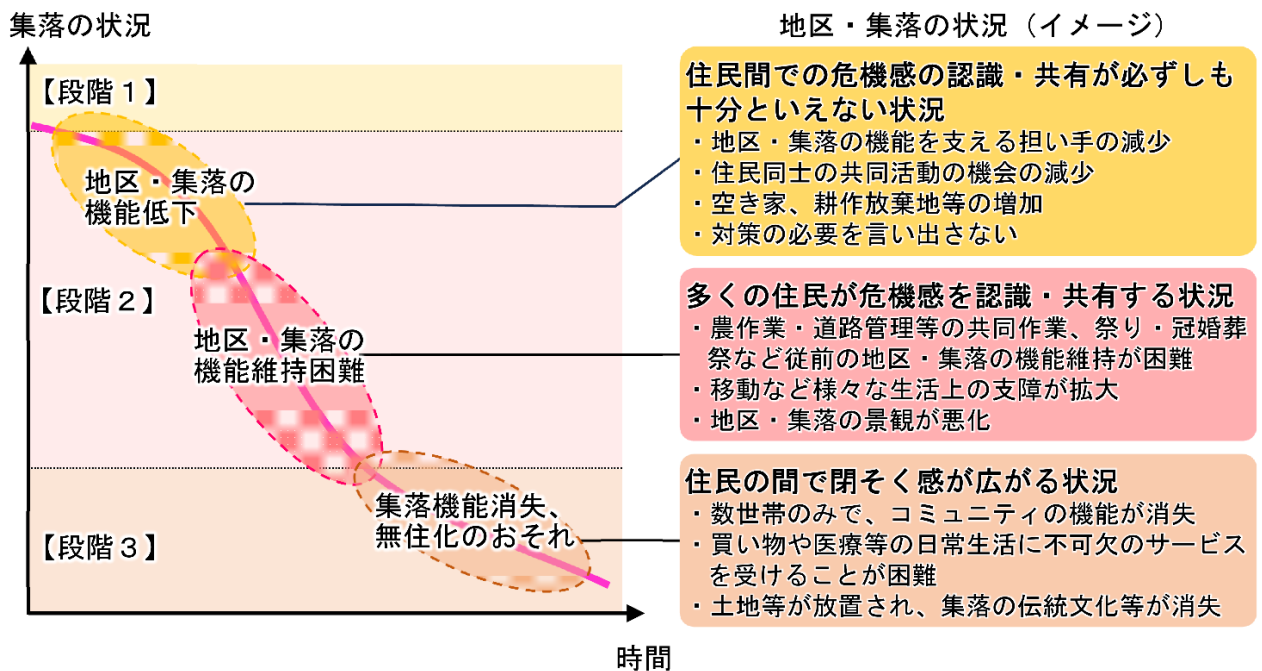 集落の状況
【段階１】
地区・集落の
機能低下
【段階２】
地区・集落の
機能維持困難
【段階３】
集落機能消失、
無住化のおそれ
時間
地区・集落の状況（イメージ）
住民間での危機感の認識・共有が必ずしも
十分といえない状況
・地区・集落の機能を支える担い手の減少
・住民同士の共同活動の機会の減少
・空き家、耕作放棄地等の増加
・対策の必要を言い出さない
多くの住民が危機感を認識・共有する状況
・農作業・道路管理等の共同作業、祭り・冠婚葬
祭など従前の地区・集落の機能維持が困難
・移動など様々な生活上の支障が拡大
・地区・集落の景観が悪化
住民の間で閉そく感が広がる状況
・数世帯のみで、コミュニティの機能が消失
・買い物や医療等の日常生活に不可欠のサービス
を受けることが困難
・土地等が放置され、集落の伝統文化等が消失